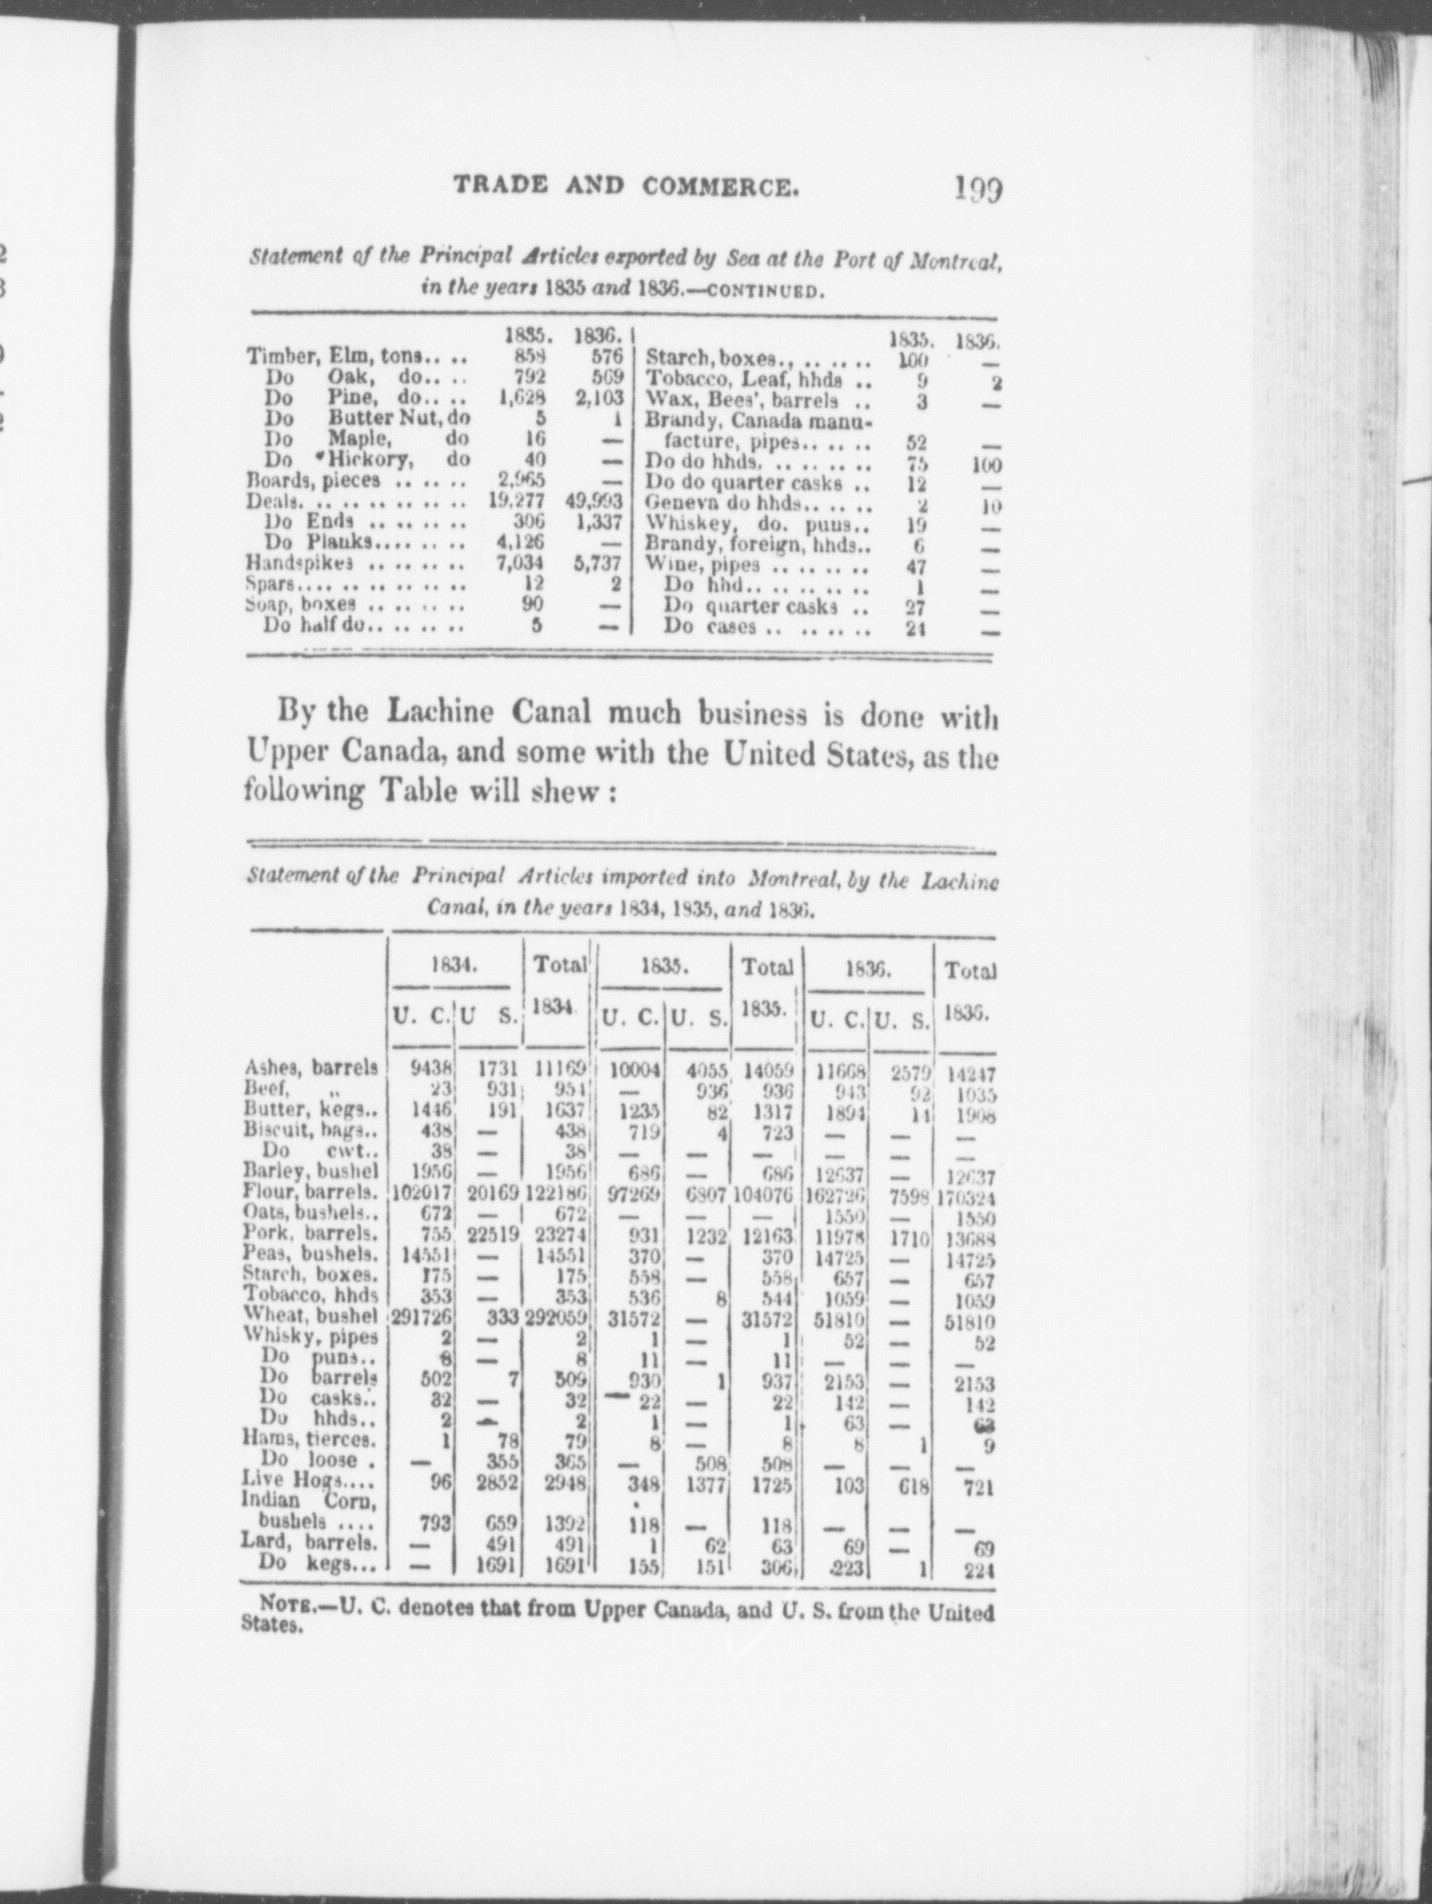 TRADE AND COMMERCE. 199
Statement of the Principal Articles exported by Sea at the Port of Montreal,
in the years 1835 and 1836.—CONTINUED.
1835. 1836.
Timber, Elm, tons.. .. 858 576
Do Oak, do.. .. 792 569
Do Pine, do.. .. 1,628 2,103
Do Butter Nut, do 5 1
Do Maple, do 16 —
Do Hickory, do 40 —
Boards, pieces .. .. .. 2,965 —
Deals. .. .. .. .. .. .. 19,277 49,993
Do Ends .. .. .. .. 306 1,337
Do Planks.. .. .. .. 4,126 —
Handspikes .. .. .. .. 7,034 5,737
Spars.. .. .. .. .. .. .. 12 2
Soap, boxes .. .. .. .. 90 —
Do half do.. .. .. .. 5 —
1835. 1836.
Starch, boxes.. .. .. .. 100 —
Tobacco, Leaf, hhds .. 9 2
Wax, Bees', barrels .. 3 —
Brandy, Canada manu-
facture, pipes.. .. .. 52 —
Do do hhds. .. .. .. .. 75 100
Do do quarter casks .. 12 —
Geneva do hhds.. .. .. 2 10
Whiskey, do. puns.. 19 —
Brandy, foreign, hhds.. 6 —
Wine, pipes .. .. .. .. 47 —
Do hhd.. .. .. .. .. 1 —
Do quarter casks .. 27 —
Do cases .. .. .. .. 24 —
By the Lachine Canal much business is done with
Upper Canada, and some with the United States, as the
following Table will shew :
Statement of the Principal Articles imported into Montreal, by the Lachine
Canal, in the years 1834, 1835, and 1836.
1834. Total 1835. Total 1836. Total
U. C. U S. 1834. U. C. U. S. 1835. U. C. U. S. 1836.
Ashes, barrels 9438 1731 11169 10004 4055 14059 11668 2579 14247
Beef, „ 23 931 954 — 936 936 943 92 1035
Butter, kegs.. 1446 191 1637 1235 82 1317 1894 14 1908
Biscuit, bags.. 438 — 438 719 4 723 — — —
Do cwt.. 38 — 38 — — — — — —
Barley, bushel 1956 — 1956 686 — 686 12637 — 12637
Flour, barrels. 102017 20169 122186 97269 6807 104076 162726 7598 170324
Oats, bushels.. 672 — 672 — — — 1550 — 1550
Pork, barrels. 755 22519 23274 931 1232 12163 11978 1710 13688
Peas, bushels. 14551 — 14551 370 — 370 14725 — 14725
Starch, boxes. 175 — 175 558 — 558 657 — 657
Tobacco, hhds 353 — 353 536 8 544 1059 — 1059
Wheat, bushel 291726 333 292059 31572 — 31572 51810 — 51810
Whisky, pipes 2 — 2 1 — 1 52 — 52
Do puns.. 8 — 8 11 — 11 — — —
Do barrels 502 7 509 930 1 937 2153 — 2153
Do casks.. 32 — 32 — 22 — 22 142 — 142
Do hhds.. 2 — 2 1 — 1 63 — 63
Hams, tierces. 1 78 79 8 — 8 8 1 9
Do loose . — 355 365 — 508 508 — — —
Live Hogs.... 96 2852 2948 348 1377 1725 103 618 721
Indian Corn,
bushels .... 793 659 1392 118 — 118 — — —
Lard, barrels. — 491 491 1 62 63 69 — 69
Do kegs... — 1691 1691 155 151 306 223 1 224
NOTE.—U. C. denotes that from Upper Canada, and U. S. from the United
States.